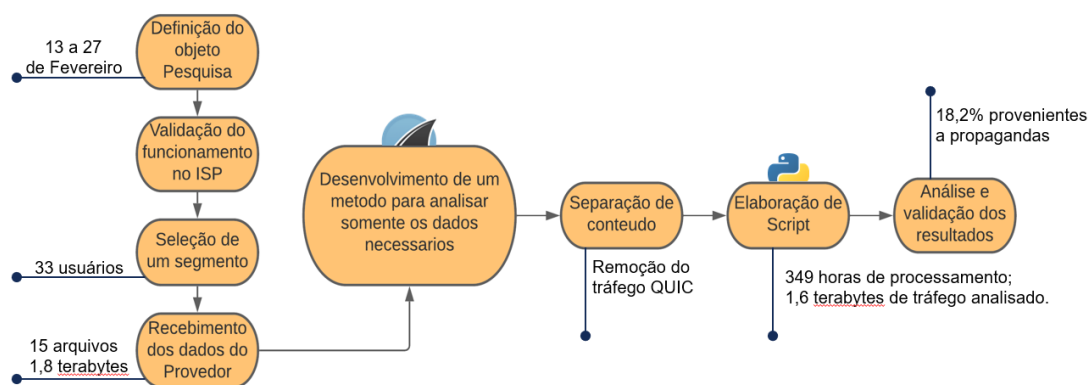 Definição do
objeto
Pesquisa
13 a 27
de Fevereiro
Validação do
funcionamento
no ISP
Seleção de
um segmento
33 usuários
Recebimento
dos dados do
Provedor
15 arquivos
1,8 terabytes
Desenvolvimento de um
metodo para analisar
somente os dados
necessarios
Separação de
conteudo
Remoção do
tráfego QUIC
Elaboração de
Script
349 horas de processamento;
1,6 terabytes de tráfego analisado.
18,2% provenientes
a propagandas
Análise e
validação dos
resultados